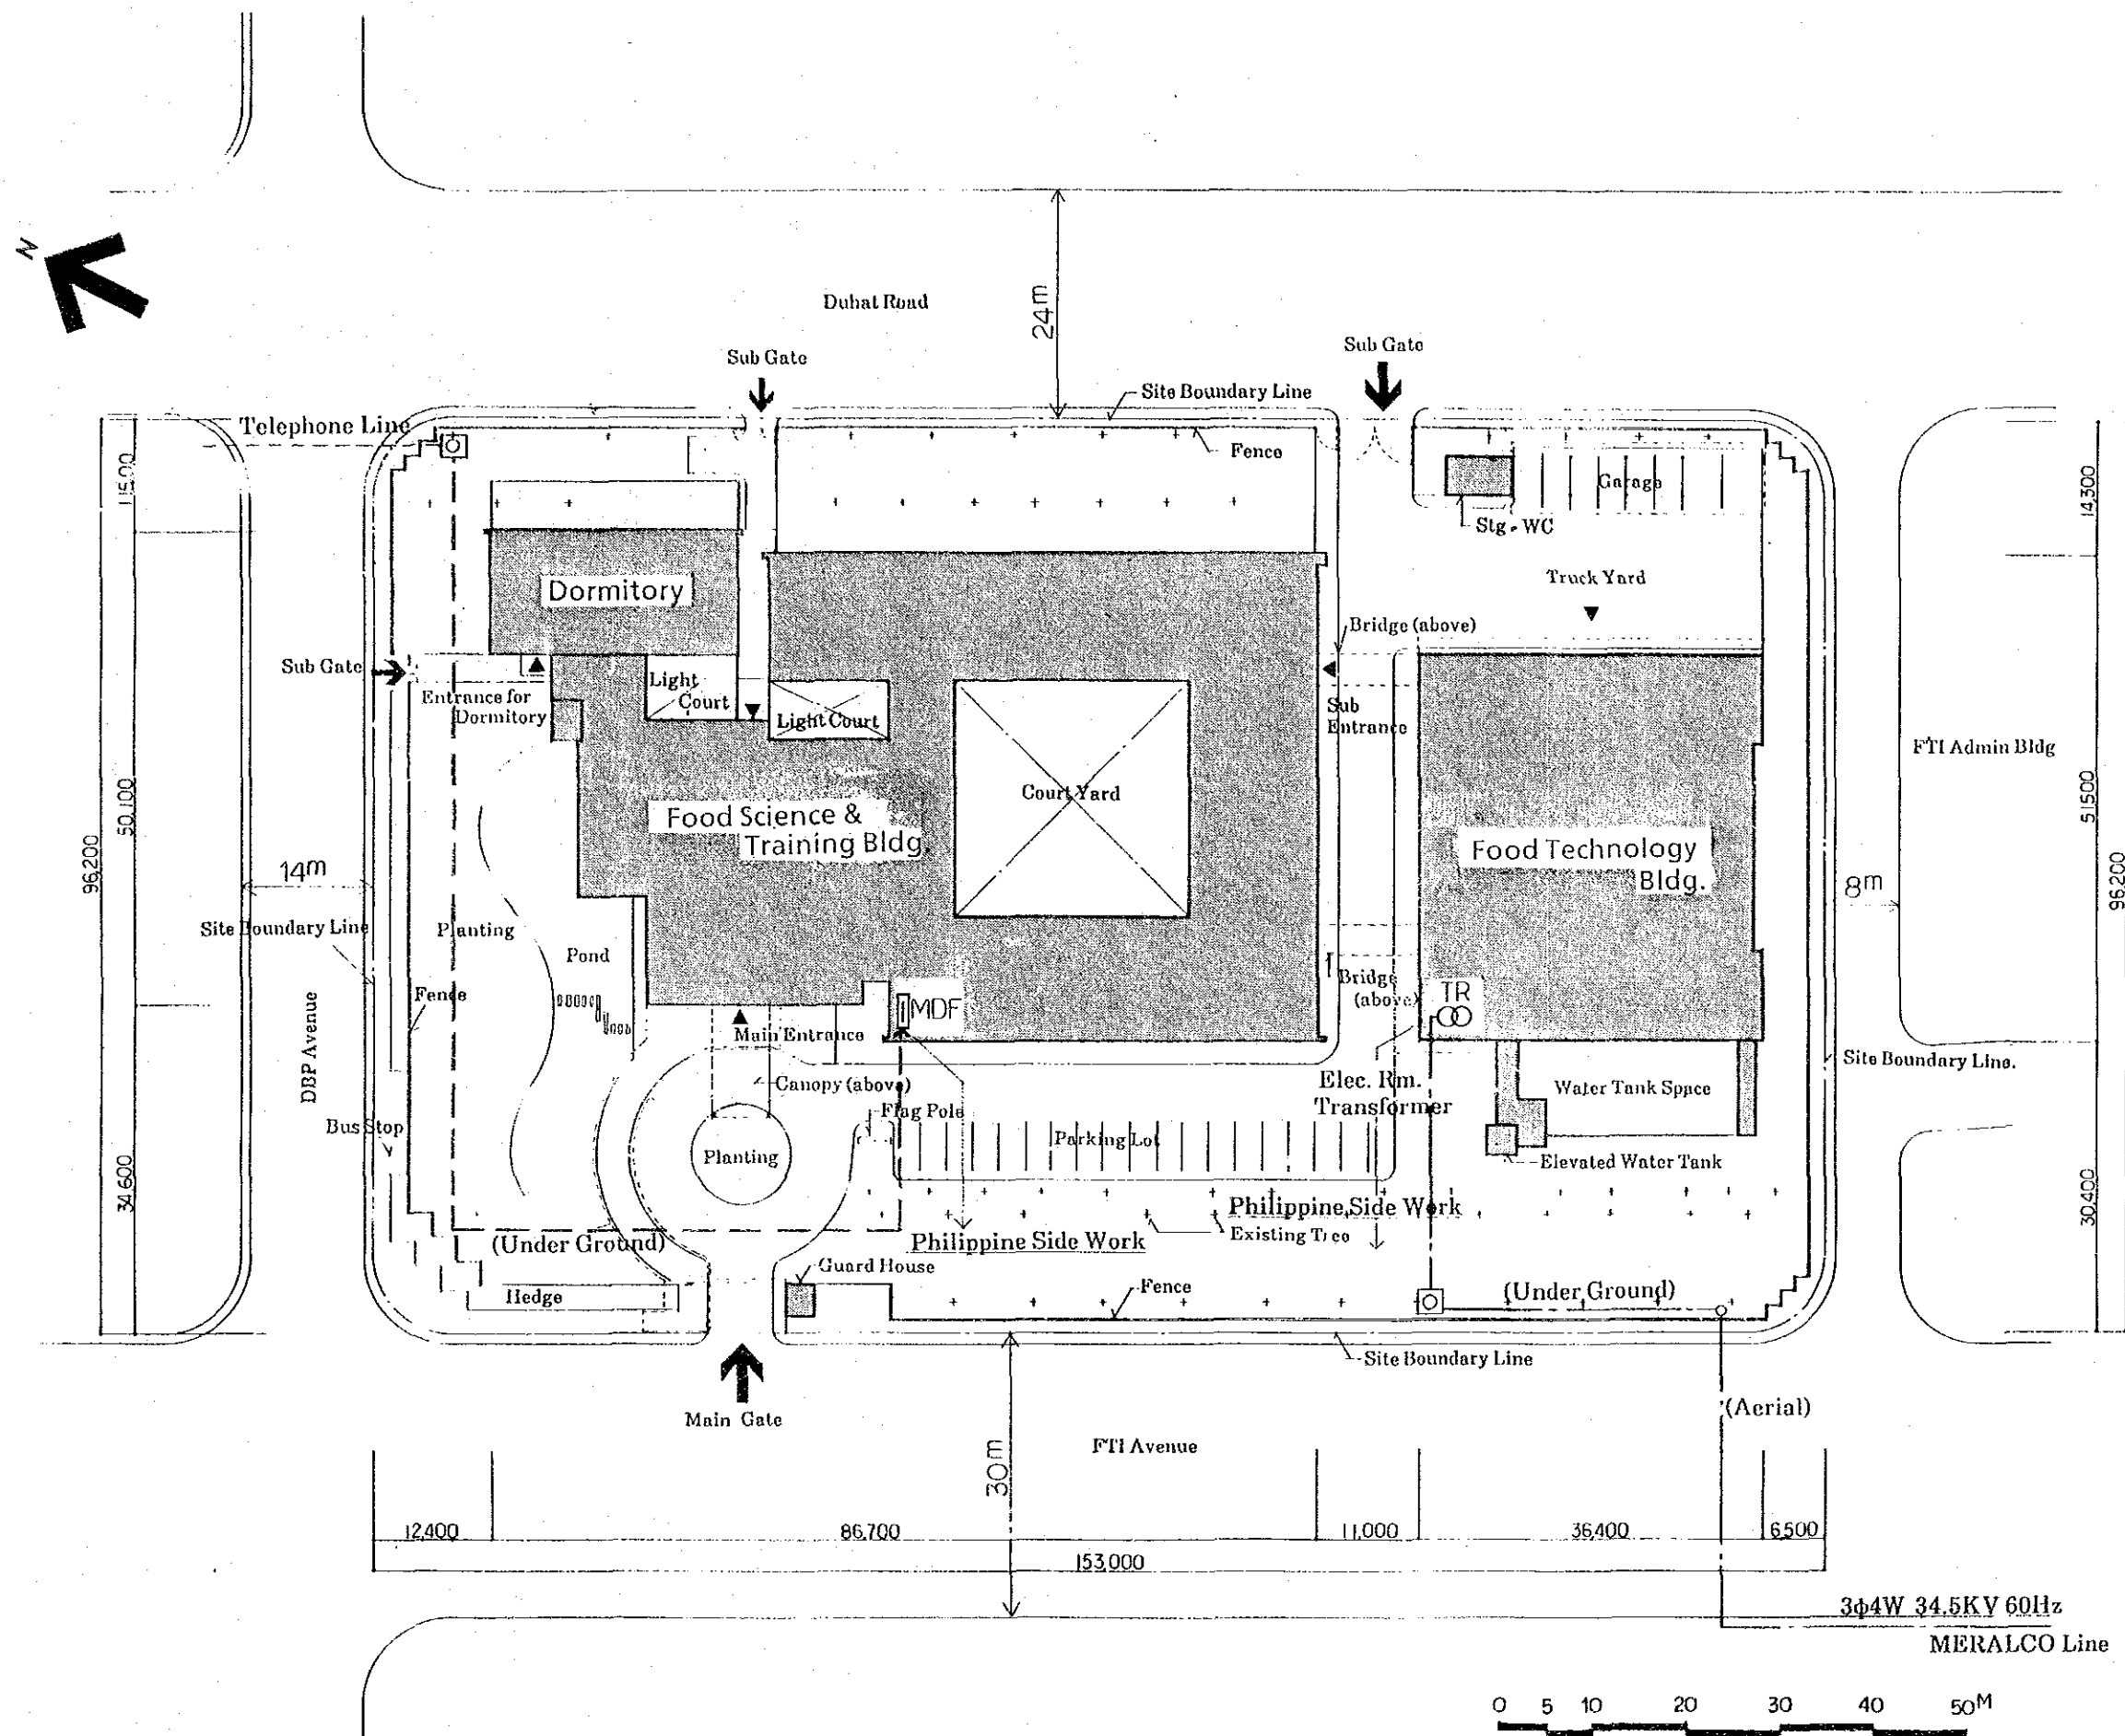 N
Duhat Road
24m
Sub Gate
Sub Gate
Site Boundary Line
Telephone Line
Fence
Garage
Stg. WC
11,500
14,300
Truck Yard
Dormitory
Bridge (above)
Sub Gate
Entrance for
Dormitory
Light
Court
Light Court
Sub
Entrance
FTI Admin Bldg
Court Yard
50,100
51,500
96,200
96,200
Food Science &
Training Bldg.
Food Technology
Bldg.
14m
8m
Site Boundary Line
Planting
Pond
Fence
Bridge
(above)
TR
MDF
Main Entrance
DBP Avenue
Site Boundary Line.
Canopy (above)
Elec. Rm.
Transformer
Water Tank Space
Flag Pole
Bus Stop
Parking Lot
Planting
Elevated Water Tank
34,600
30,400
Philippine Side Work
Existing Tree
(Under Ground)
Philippine Side Work
Guard House
Hedge
Fence
(Under Ground)
Site Boundary Line
Main Gate
(Aerial)
FTI Avenue
30m
12,400
86,700
11,000
36,400
6,500
153,000
3φ4W 34.5KV 60Hz
MERALCO Line
0 5 10 20 30 40 50M